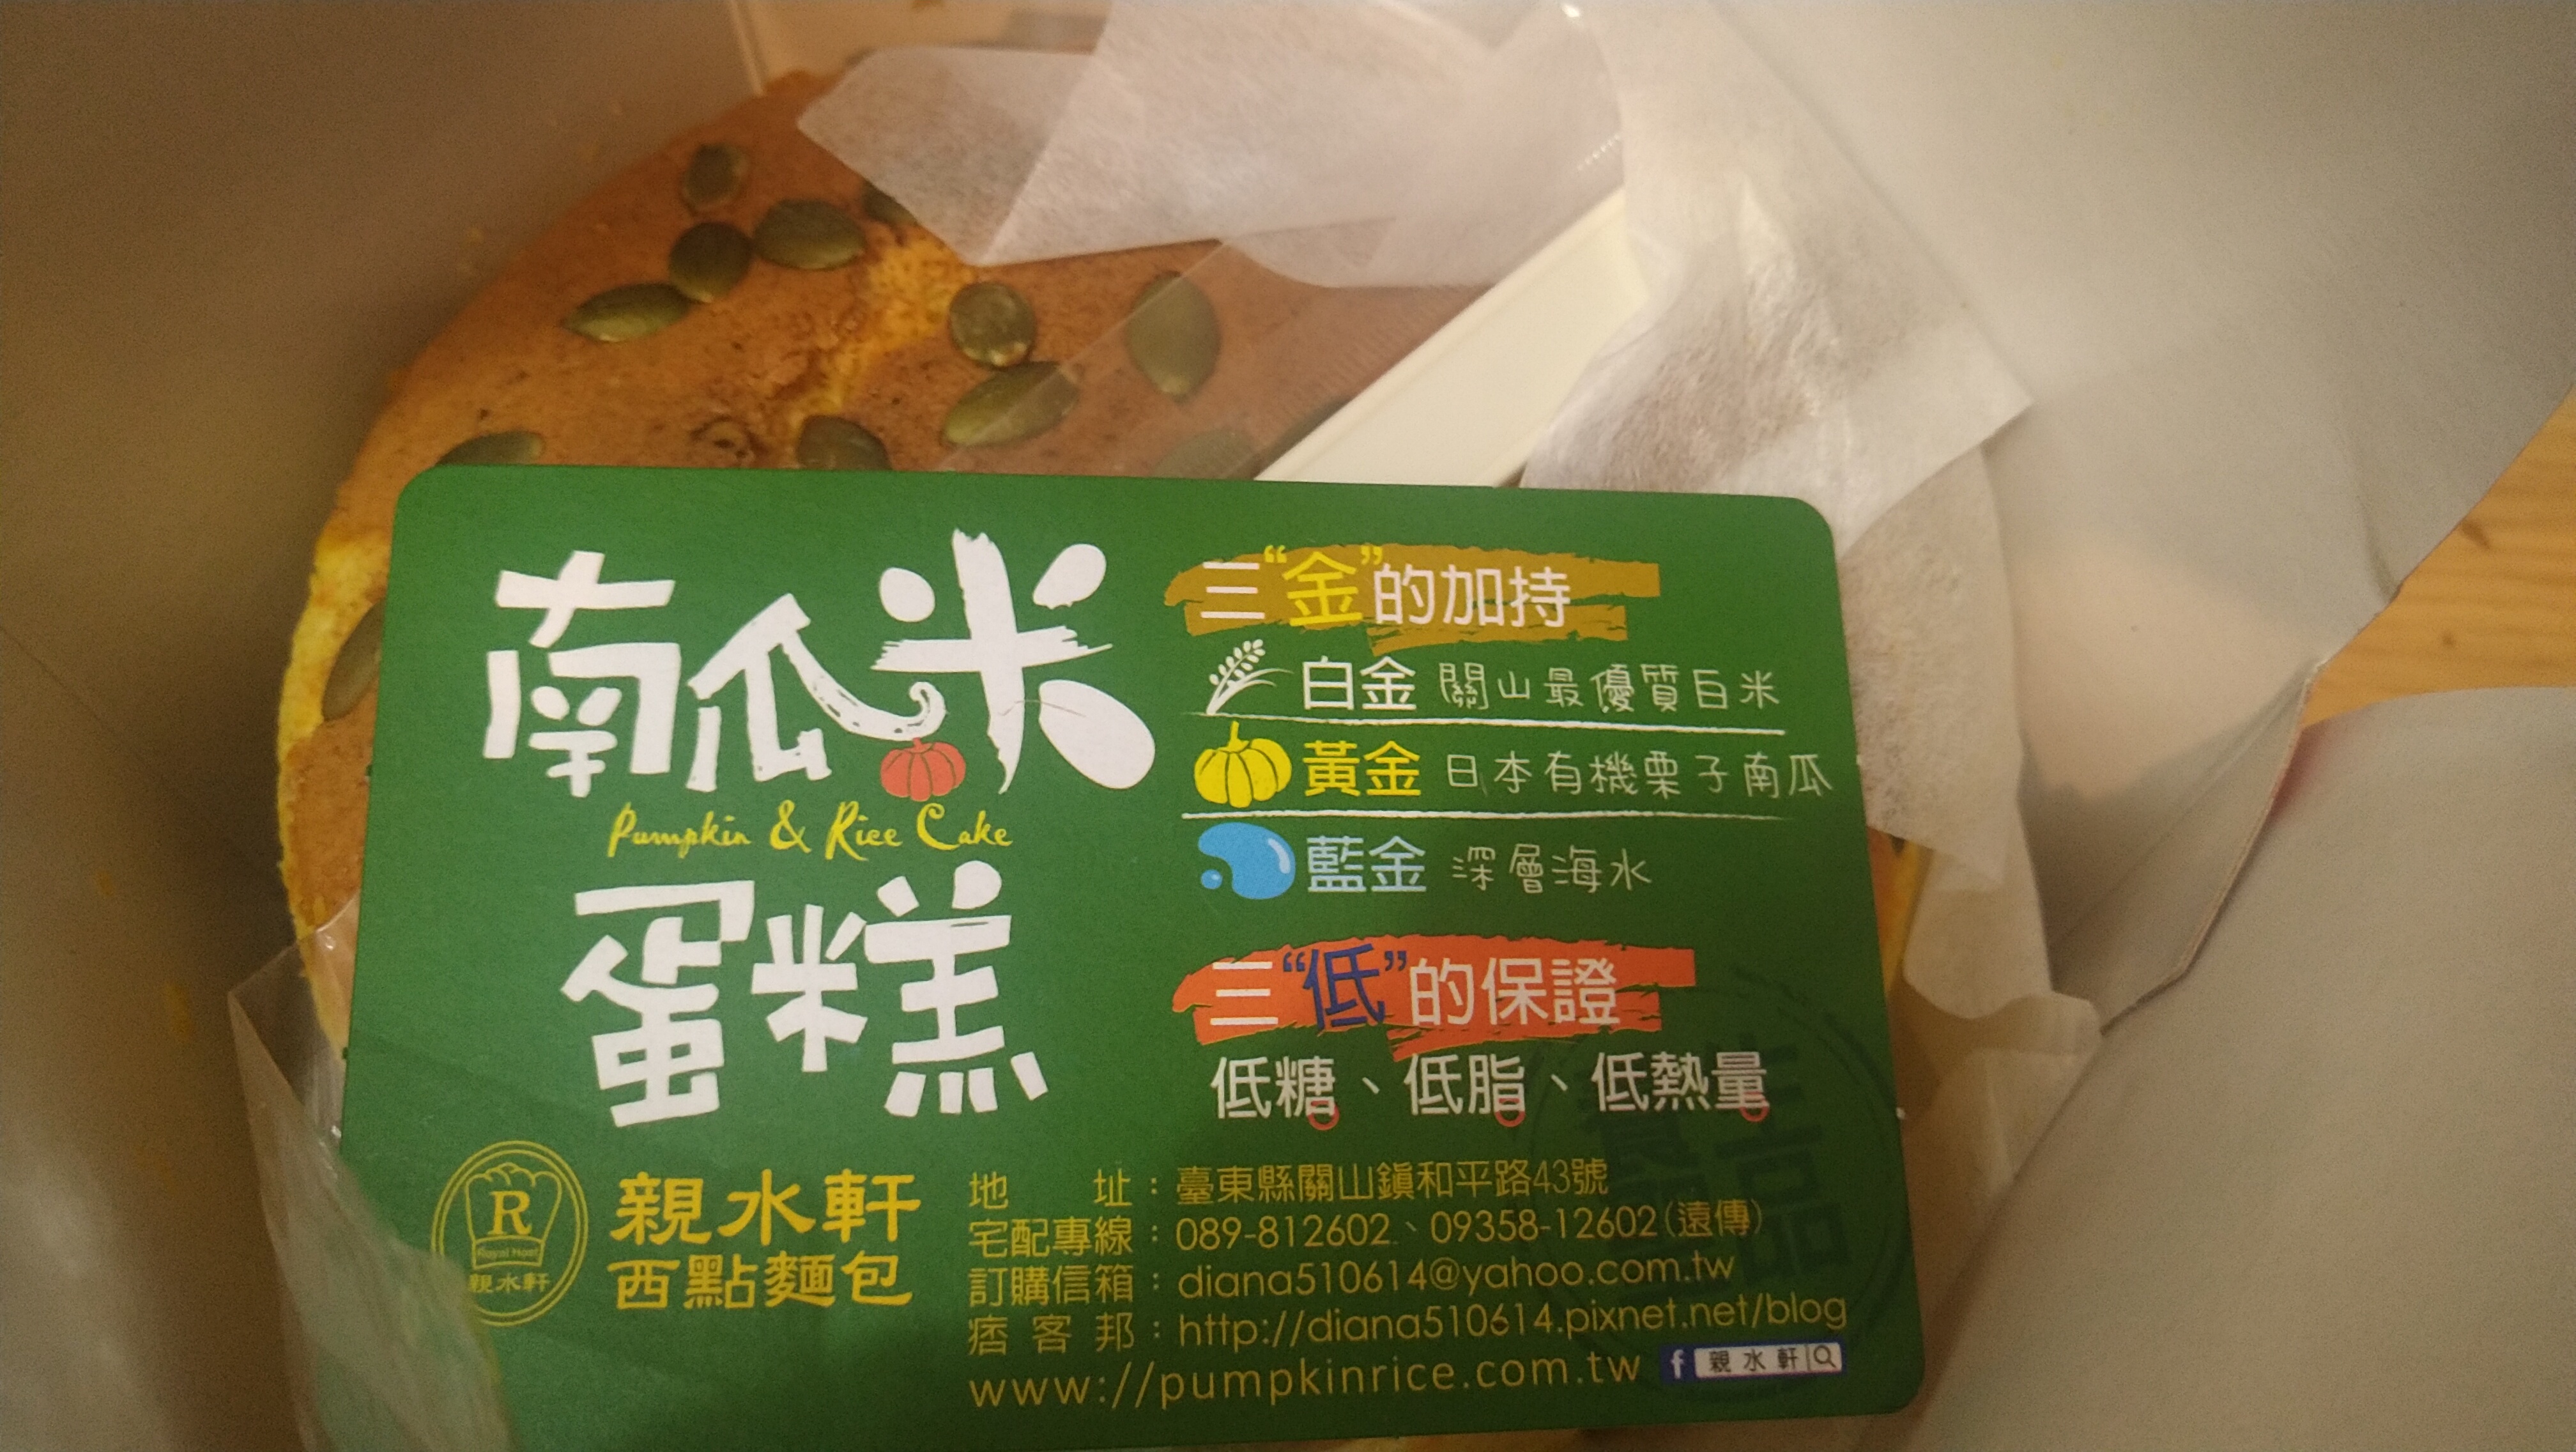 南瓜米
Pumpkin & Rice Cake
蛋糕
三“金”的加持
白金 關山最優質白米
黃金 日本有機栗子南瓜
藍金 深層海水
三“低”的保證
低糖、低脂、低熱量
R
Royal Host
親水軒
親水軒
西點麵包
地址：臺東縣關山鎮和平路43號
宅配專線：089-812602、09358-12602(遠傳)
訂購信箱：diana510614@yahoo.com.tw
痞客邦：http://diana510614.pixnet.net/blog
www://pumpkinrice.com.tw
f 親水軒